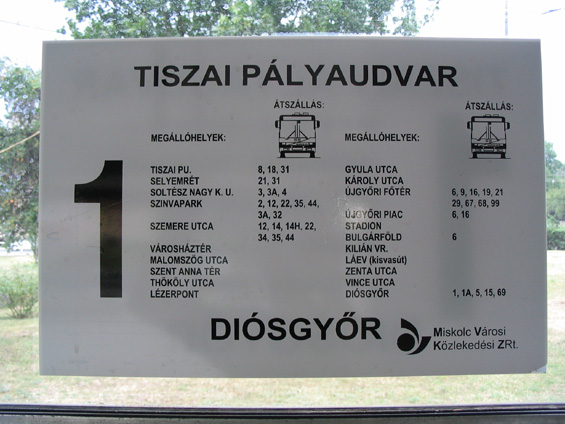 TISZAI PÁLYAUDVAR
1
ÁTSZÁLLÁS:
MEGÁLLÓHELYEK:
TISZAI PU. 8, 18, 31
SELYEMRÉT 21, 31
SOLTÉSZ NAGY K. U. 3, 3A, 4
SZINVAPARK 2, 12, 22, 35, 44,
3A, 32
SZEMERE UTCA 12, 14, 14H, 22,
34, 35, 44
VÁROSHÁZTÉR
MALOMSZÖG UTCA
SZENT ANNA TÉR
THÖKÖLY UTCA
LÉZERPONT
ÁTSZÁLLÁS:
MEGÁLLÓHELYEK:
GYULA UTCA
KÁROLY UTCA
ÚJGYŐRI FŐTÉR 6, 9, 16, 19, 21
29, 67, 68, 99
ÚJGYŐRI PIAC 6, 16
STADION
BULGÁRFÖLD 6
KILIÁN VR.
LÁEV (kisvasút)
ZENTA UTCA
VINCE UTCA
DIÓSGYŐR 1, 1A, 5, 15, 69
DIÓSGYŐR
Miskolc Városi
Közlekedési ZRt.